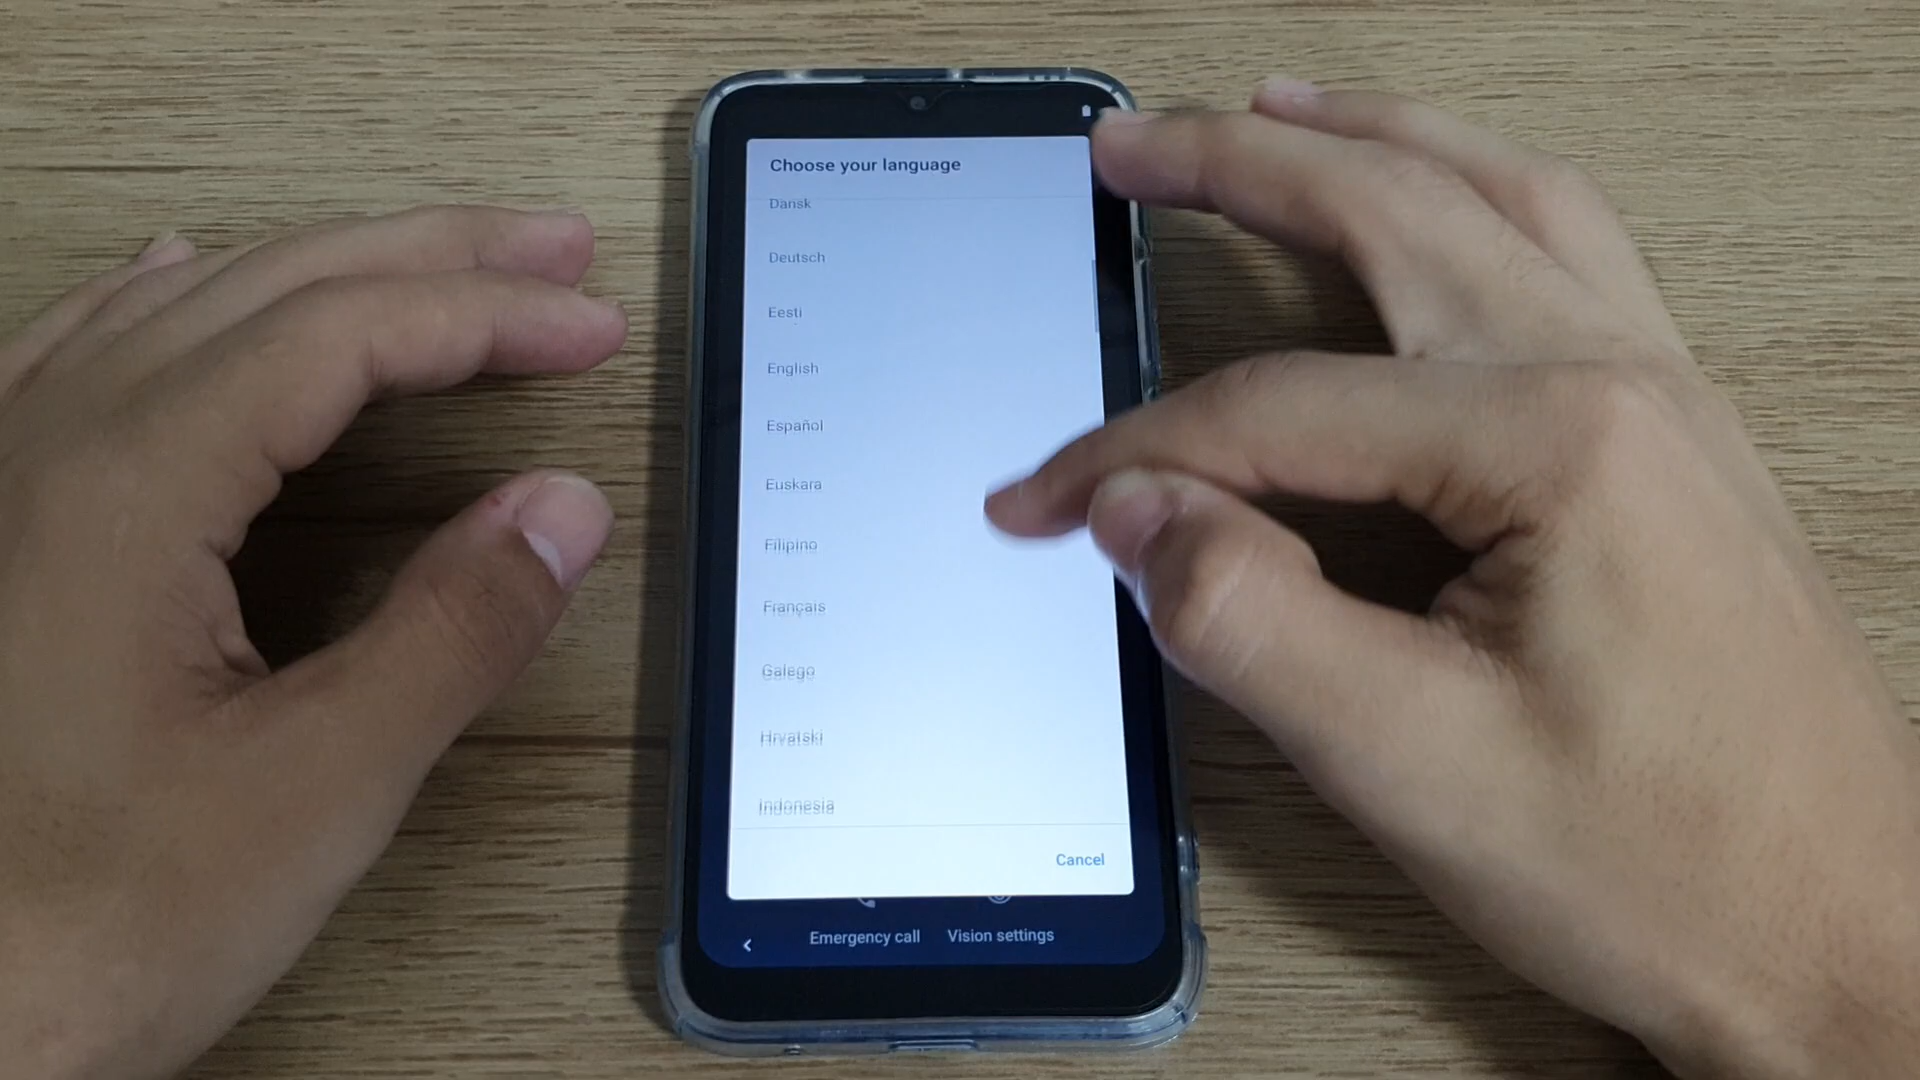 Choose your language
Dansk
Deutsch
Eesti
English
Español
Euskara
Filipino
Français
Galego
Hrvatski
Indonesia
Cancel
Emergency call
Vision settings